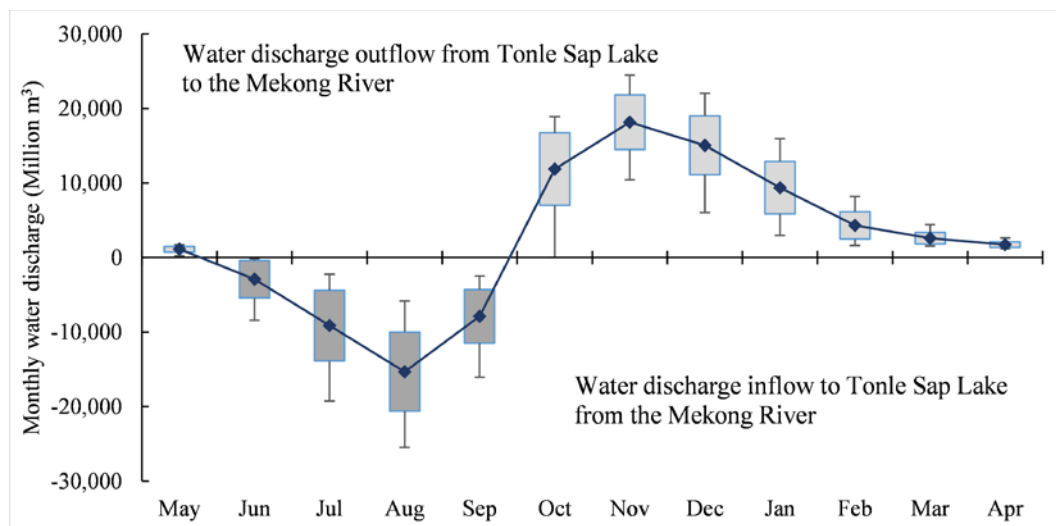 30,000
Water discharge outflow from Tonle Sap Lake
to the Mekong River
20,000
10,000
0
-10,000
Water discharge inflow to Tonle Sap Lake
from the Mekong River
-20,000
-30,000
Monthly water discharge (Million m³)
May Jun Jul Aug Sep Oct Nov Dec Jan Feb Mar Apr